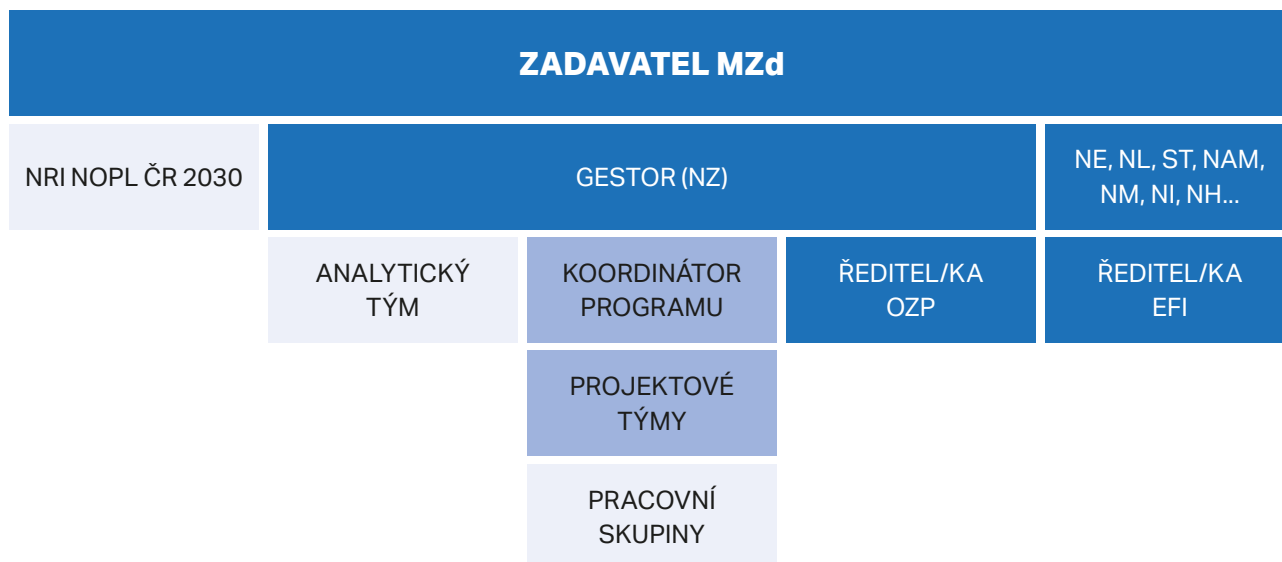 ZADAVATEL MZd
NRI NOPL ČR 2030
GESTOR (NZ)
NE, NL, ST, NAM,
NM, NI, NH...
ANALYTICKÝ
TÝM
KOORDINÁTOR
PROGRAMU
ŘEDITEL/KA
OZP
ŘEDITEL/KA
EFI
PROJEKTOVÉ
TÝMY
PRACOVNÍ
SKUPINY